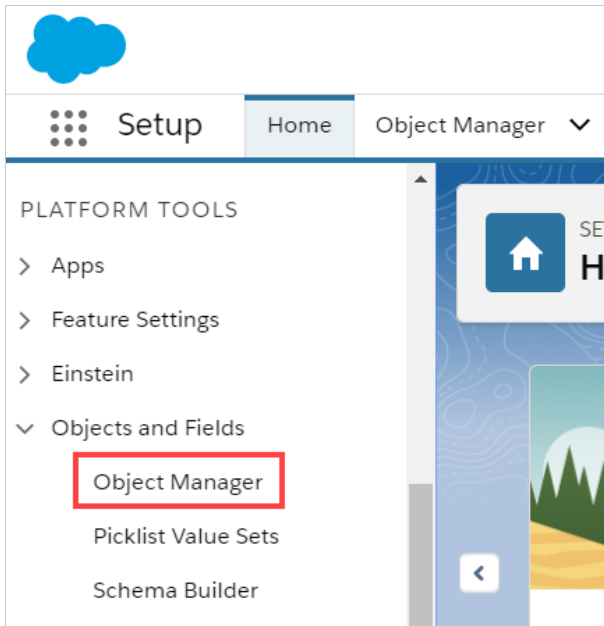 Setup
Home
Object Manager
PLATFORM TOOLS
Apps
Feature Settings
Einstein
Objects and Fields
Object Manager
Picklist Value Sets
Schema Builder